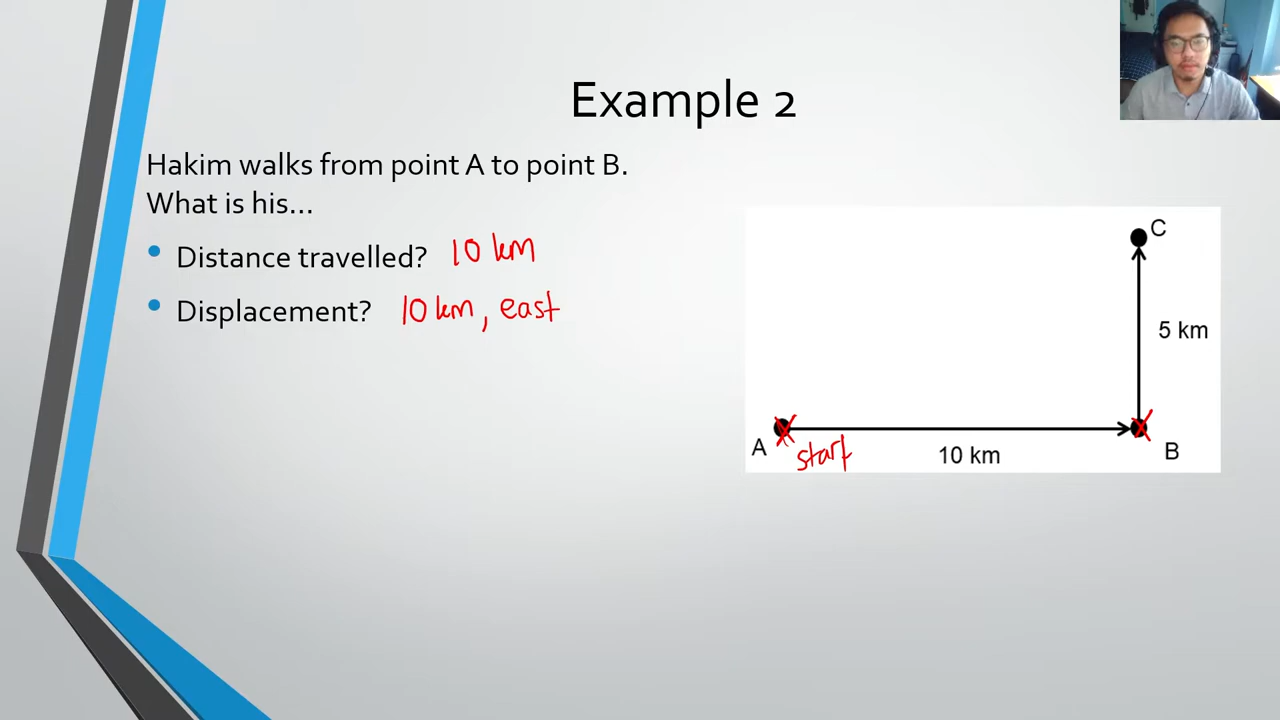 Example 2
Hakim walks from point A to point B.
What is his...
• Distance travelled? 10 km
• Displacement? 10 km, east
C
5 km
A
start
10 km
B